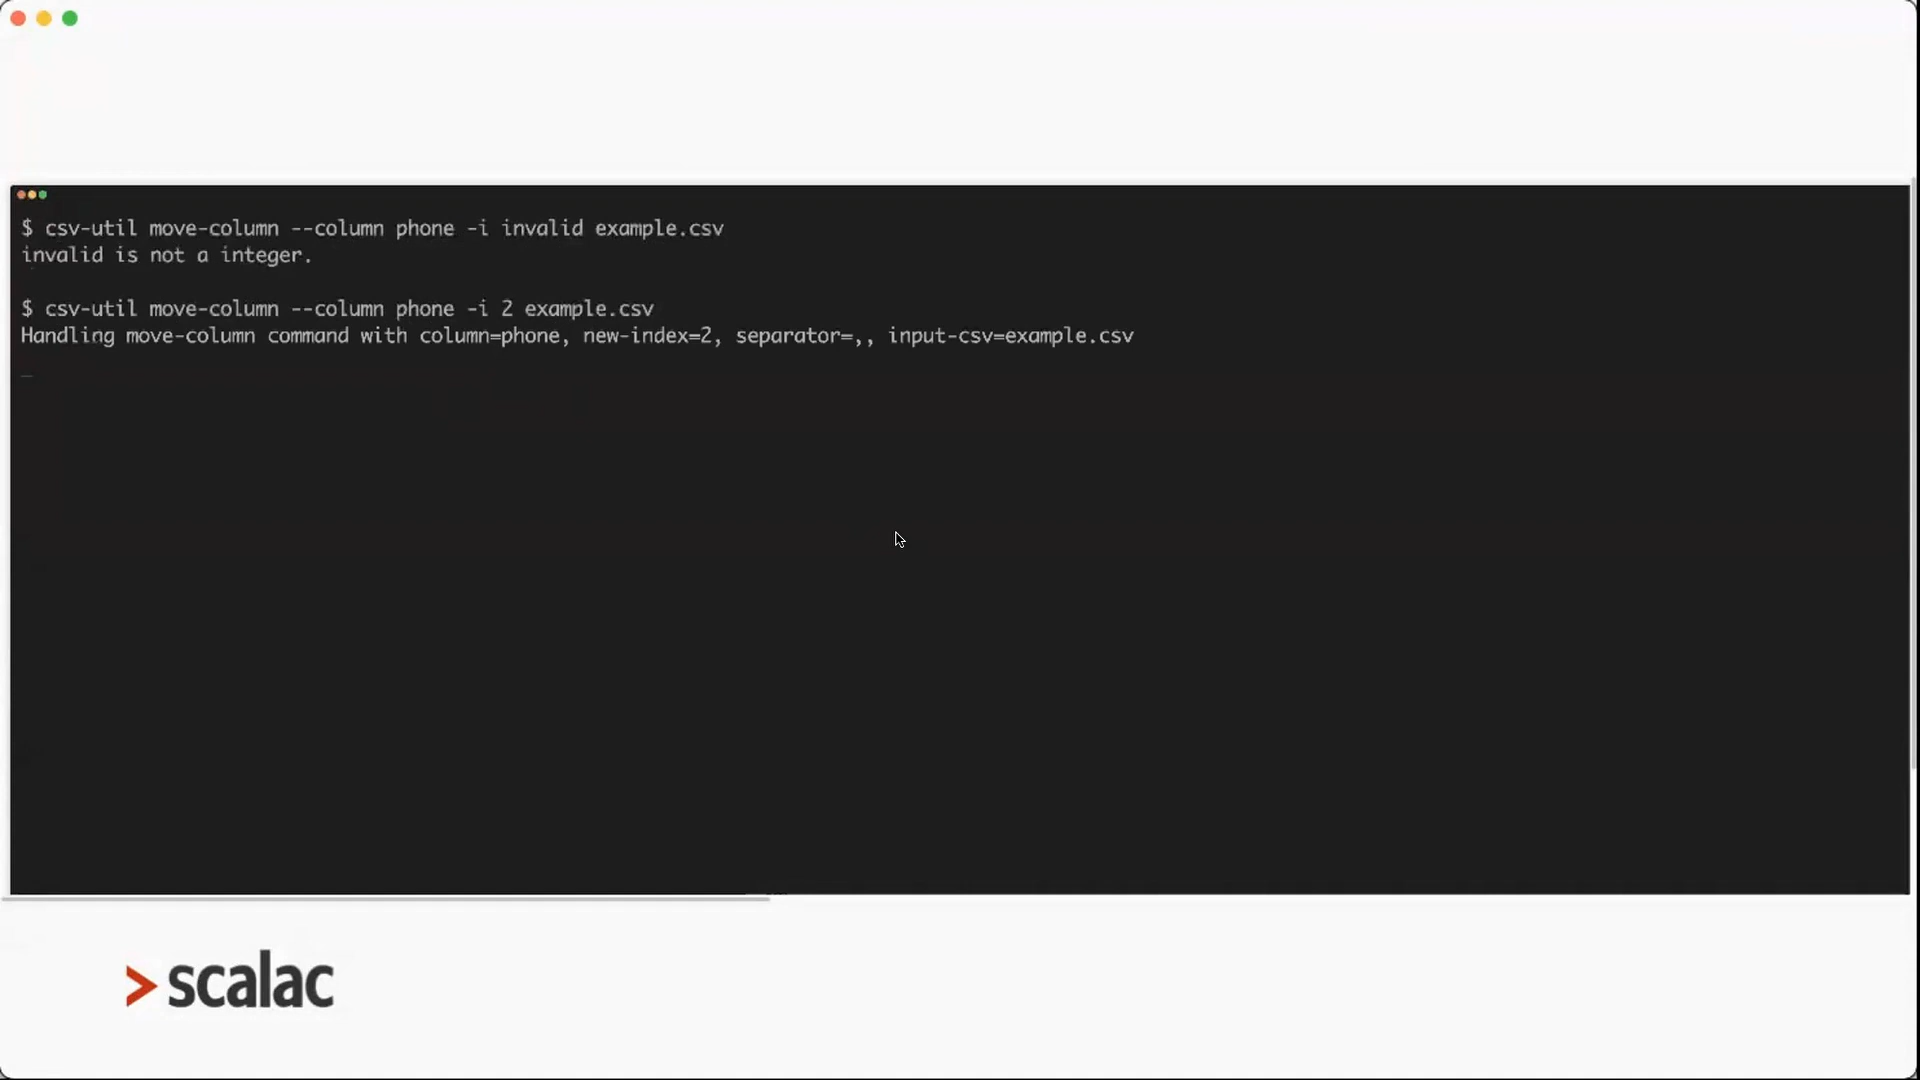 $ csv-util move-column --column phone -i invalid example.csv
invalid is not a integer.
$ csv-util move-column --column phone -i 2 example.csv
Handling move-column command with column=phone, new-index=2, separator=,, input-csv=example.csv
> scalac